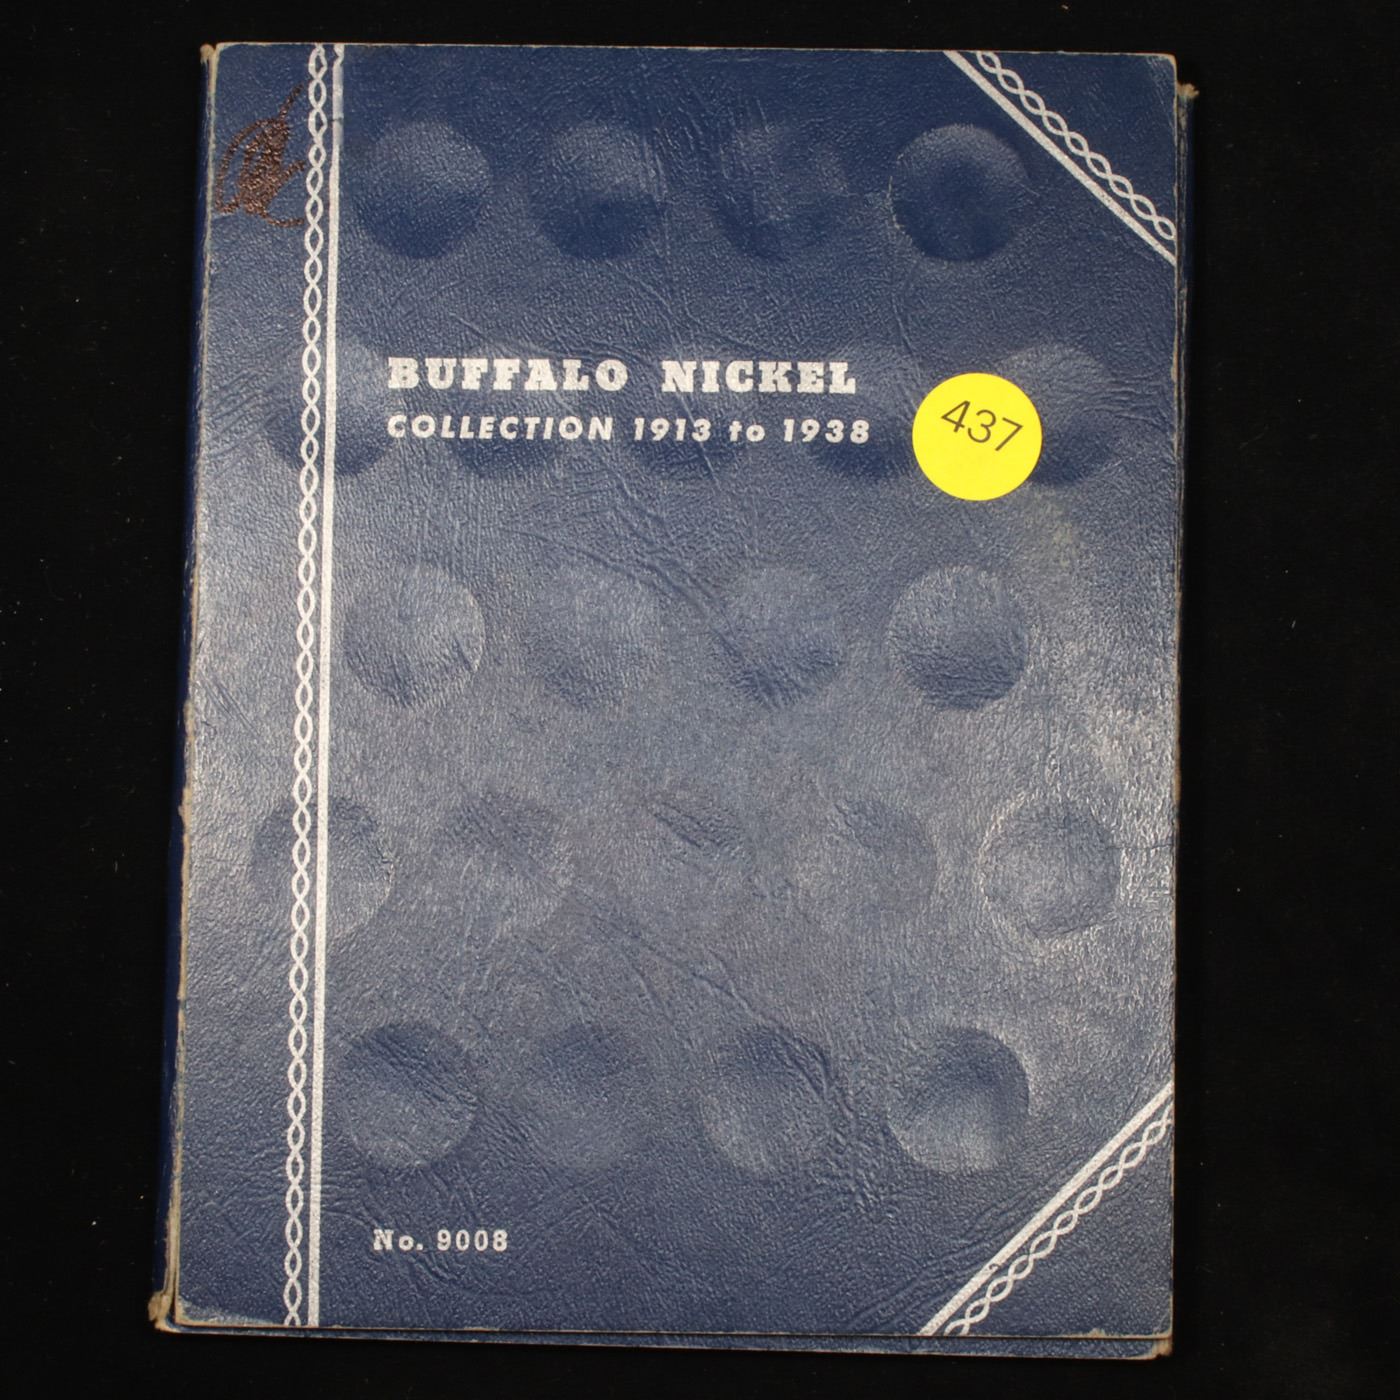 BUFFALO NICKEL
COLLECTION 1913 to 1938
437
No. 9008